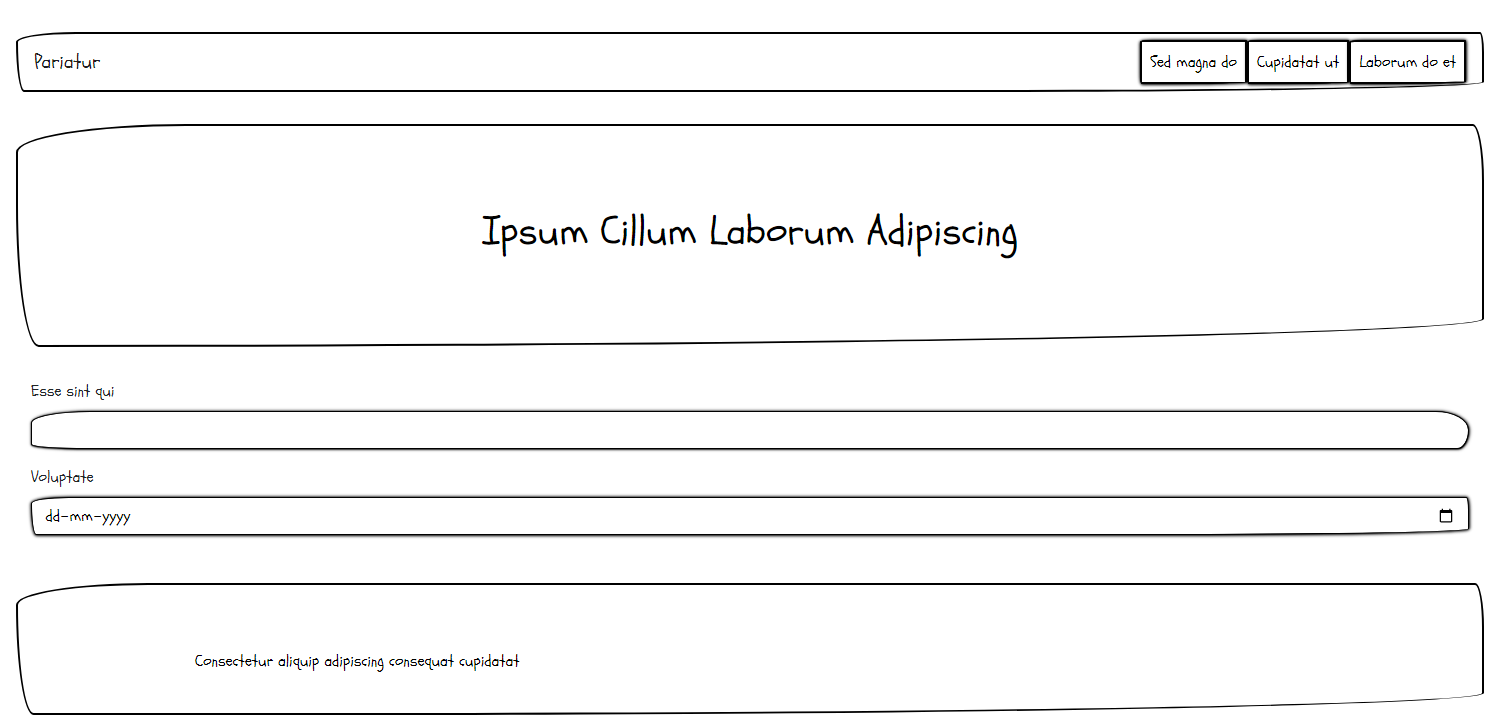 Pariatur
Sed magna do Cupidatat ut Laborum do et
Ipsum Cillum Laborum Adipiscing
Esse sint qui
Voluptate
dd-mm-yyyy
Consectetur aliquip adipiscing consequat cupidatat